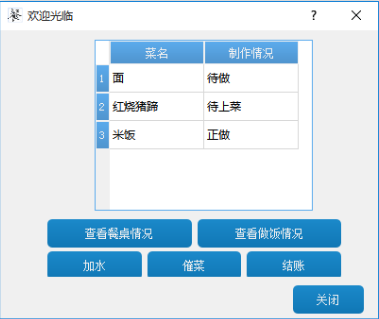 欢迎光临
菜名 制作情况
1 面 待做
2 红烧猪蹄 待上菜
3 米饭 正做
查看餐桌情况 查看做饭情况
加水 催菜 结账
关闭